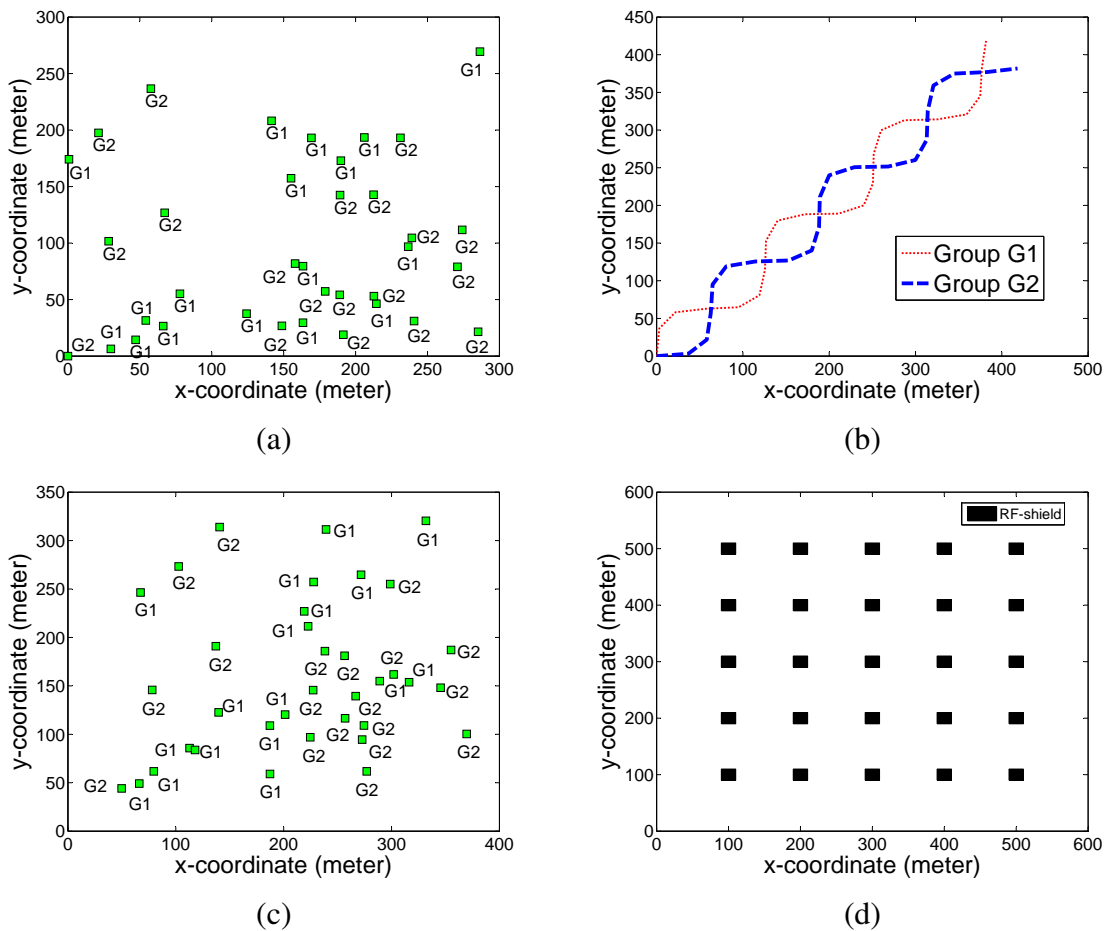 300
250
200
150
100
50
0
0 50 100 150 200 250 300
y-coordinate (meter)
x-coordinate (meter)
G1
G2
G2
G1
G1
G1
G1
G2
G1
G1
G2
G2
G2
G2
G2
G1
G2
G2
G1
G2
G1
G2
G2
G2
G1
G1
G1
G1
G2
G1
G2
G2
G2
G1
G1
G2
(a)
450
400
350
300
250
200
150
100
50
0
0 100 200 300 400 500
y-coordinate (meter)
x-coordinate (meter)
Group G1
Group G2
(b)
350
300
250
200
150
100
50
0
0 100 200 300 400
y-coordinate (meter)
x-coordinate (meter)
G2
G1
G1
G2
G1
G1
G2
G1
G1
G1
G2
G2
G2
G2
G1
G2
G1
G2
G2
G1
G1
G2
G2
G1
G2
G2
G1
G1
G2
G2
G2
G1
G2
G1
G1
G2
(c)
600
500
400
300
200
100
0
0 100 200 300 400 500 600
y-coordinate (meter)
x-coordinate (meter)
RF-shield
(d)